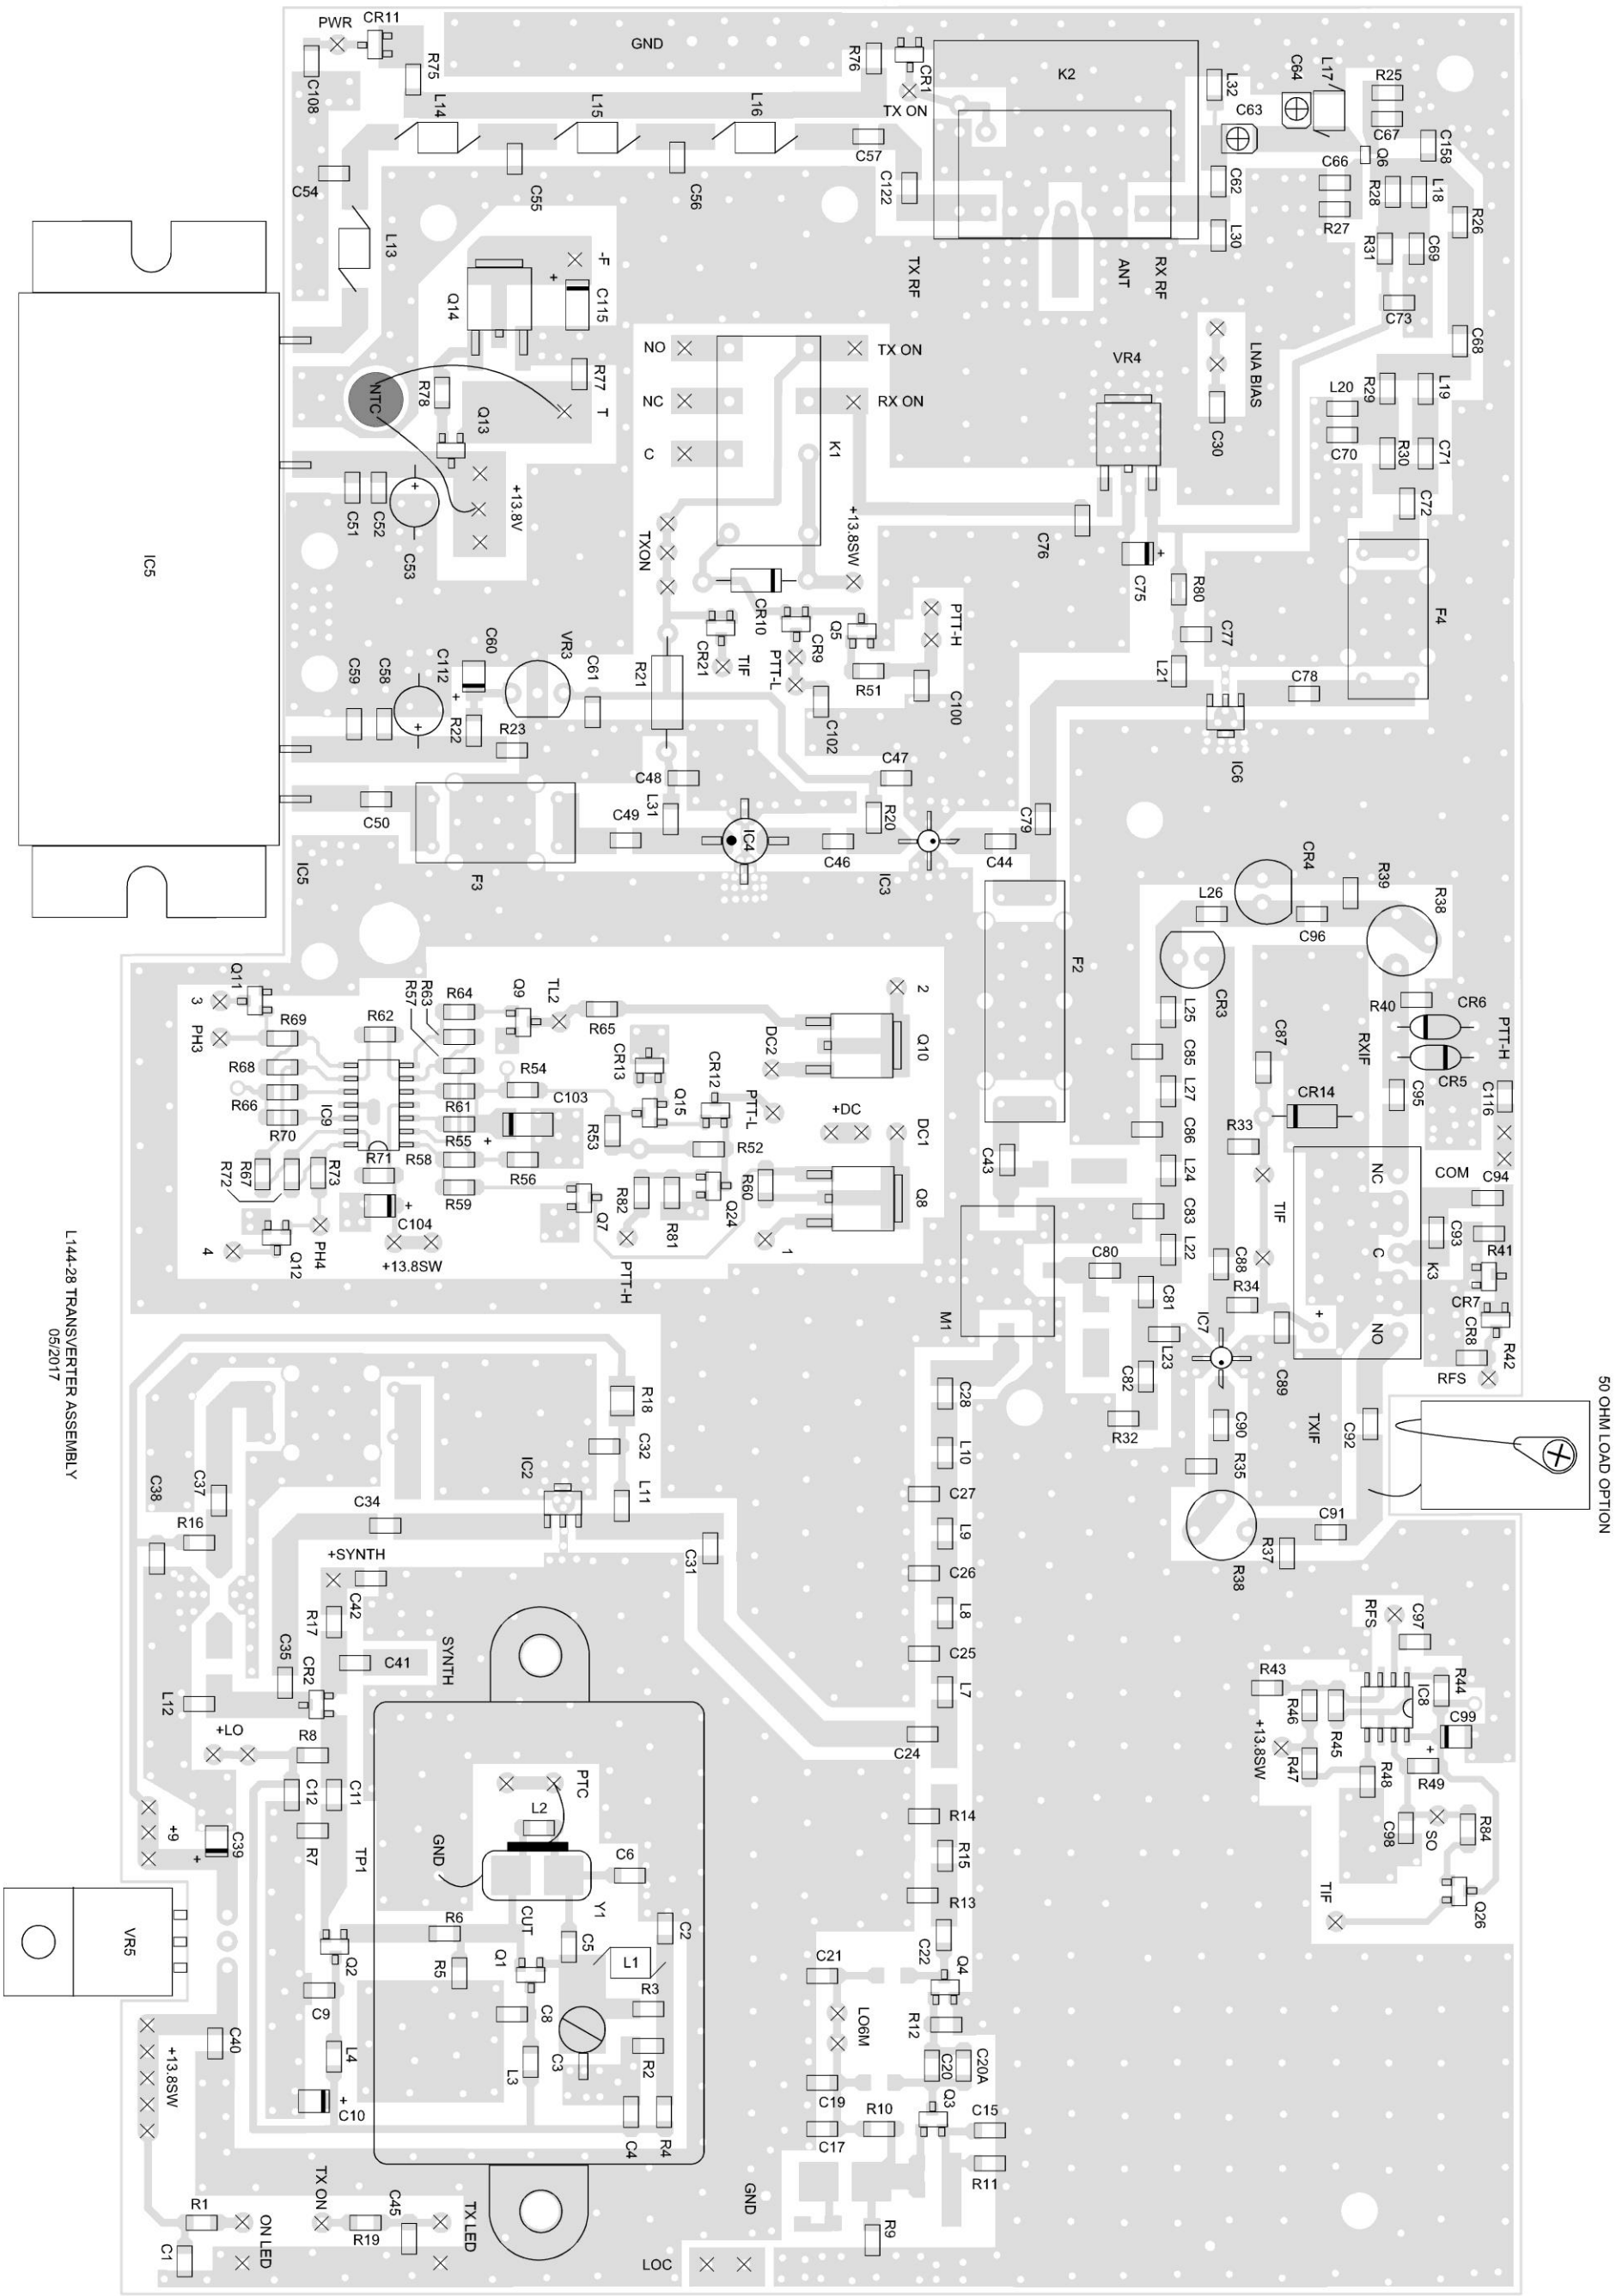 PWR
CR11
GND
R76
CR1
TX ON
K2
L32
C64
L17
C63
R25
C67
Q6
C158
C108
R75
L14
L15
L16
C57
C122
C54
C55
C56
C62
L30
C66
R27
R28
L18
R26
R31
C69
C73
C68
L13
-F
+
C115
Q14
TX RF
ANT
RX RF
LNA BIAS
NO
TX ON
VR4
R77
T
NTC
R78
Q13
NC
RX ON
K1
C
C30
L20
C70
R29
L19
R30
C71
C72
+
+13.8V
C51
C52
C53
TXON
+13.8SW
C76
+
C75
R80
F4
IC5
CR10
CR21
TIF
CR9
PTT-L
Q5
PTT-H
C77
L21
C60
VR3
C61
R21
R51
C100
C78
C59
C58
C112
+
+
R22
R23
C102
IC6
C48
C47
C50
C49
L31
IC4
C46
R20
C44
C79
IC5
F3
IC3
CR4
R39
R38
L26
C96
F2
CR3
Q11
3
PH3
R69
R62
R57
R63
R64
Q9
TL2
R65
DC2
2
Q10
L25
C87
RXIF
R40
CR6
PTT-H
CR5
R68
R66
R70
IC9
R61
R54
C103
+
CR13
Q15
CR12
PTT-L
+DC
DC1
C85
L27
C86
CR14
R33
C95
C116
R53
R52
C43
R71
R58
R55
R56
R72
R67
R73
R59
+
C104
Q7
R82
R81
Q24
R60
Q8
L24
NC
COM
C94
TIF
C83
L22
C88
C
C93
K3
R41
4
Q12
PH4
+13.8SW
PTT-H
1
C80
C81
R34
IC7
+
NO
CR7
CR8
R42
RFS
M1
L23
C82
C89
L144-28 TRANSVERTER ASSEMBLY
05/2017
R18
C28
R32
C90
TXIF
C92
50 OHM LOAD OPTION
C32
L10
IC2
L11
R35
C38
C37
C34
C27
R16
L9
C91
+SYNTH
C31
C26
R37
R38
C42
R17
L8
RFS
C97
SYNTH
C41
C25
C35
CR2
L12
L7
R43
R46
R45
IC8
R44
+LO
R8
C24
+13.8SW
R47
C99
+
R49
R48
PTC
C12
C11
L2
R14
+9
C39
+
R7
TP1
GND
C6
R15
C98
SO
R84
Y1
CUT
R13
TIF
Q26
VR5
R6
R5
Q2
Q1
C5
C2
L1
C22
Q4
C21
C9
C8
R3
LO6M
R12
C40
+13.8SW
L4
L3
C3
R2
C20
C20A
+
C10
C19
C17
R10
Q3
C15
C4
R4
R11
R1
C1
ON LED
TX ON
R19
C45
TX LED
GND
R9
LOC